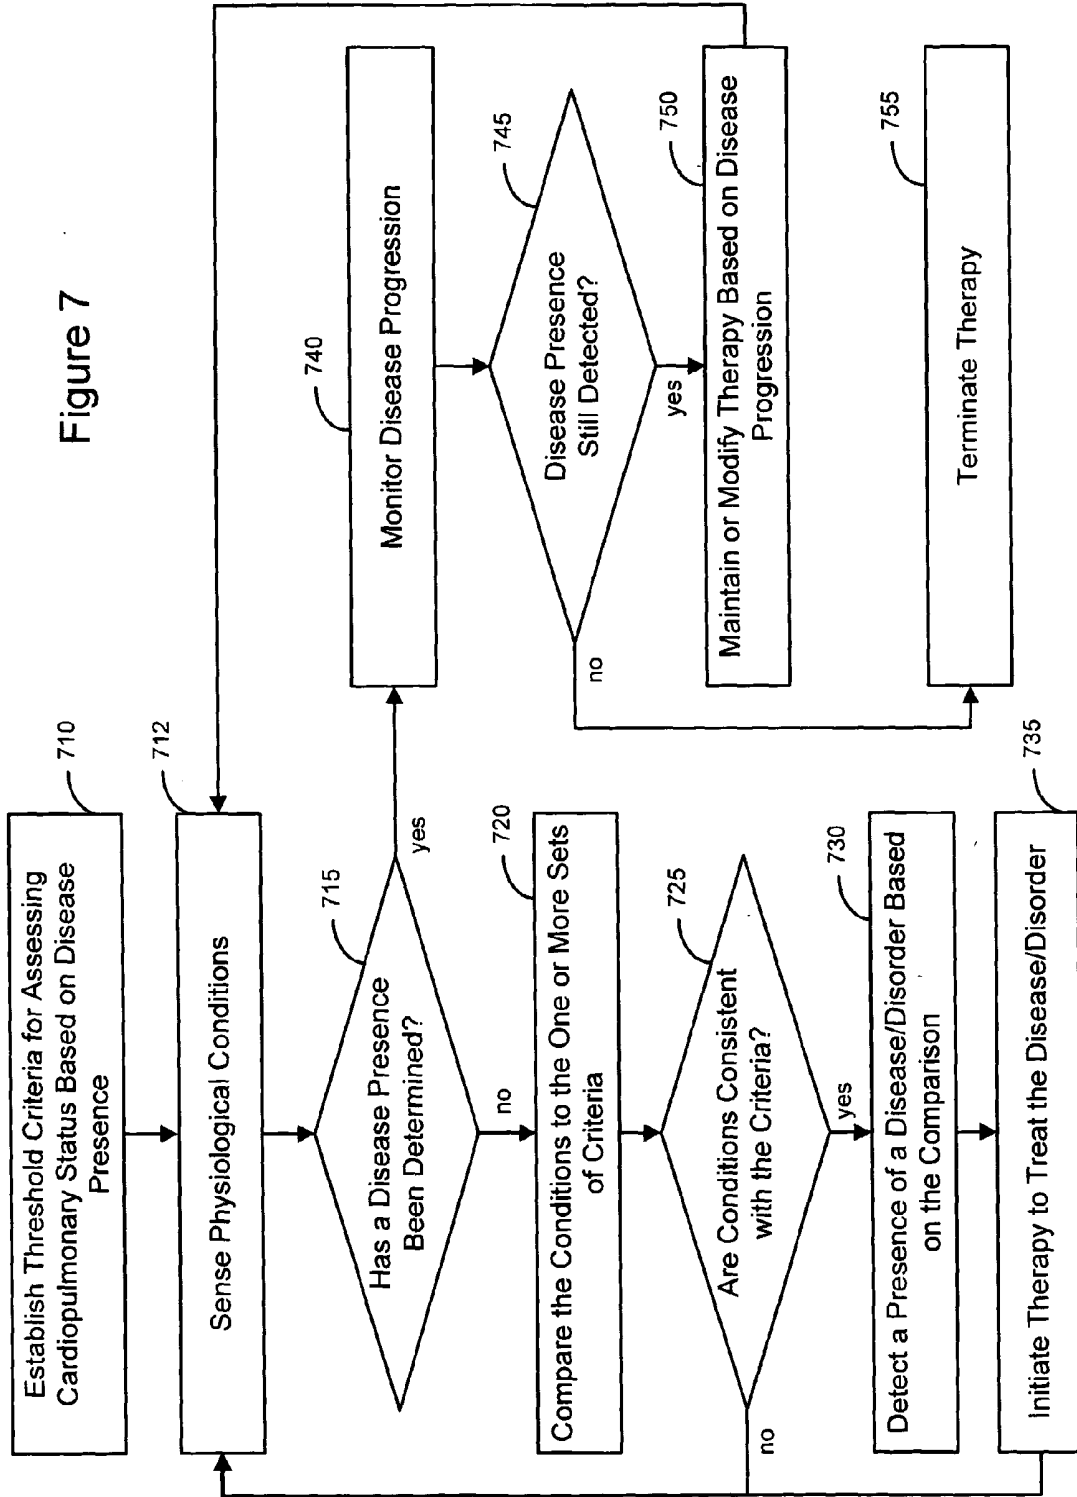 Figure 7
710
Establish Threshold Criteria for Assessing
Cardiopulmonary Status Based on Disease
Presence
712
Sense Physiological Conditions
715
Has a Disease Presence
Been Determined?
yes
no
720
Compare the Conditions to the One or More Sets
of Criteria
725
Are Conditions Consistent
with the Criteria?
no
yes
730
Detect a Presence of a Disease/Disorder Based
on the Comparison
735
Initiate Therapy to Treat the Disease/Disorder
740
Monitor Disease Progression
745
Disease Presence
Still Detected?
no
yes
750
Maintain or Modify Therapy Based on Disease
Progression
755
Terminate Therapy